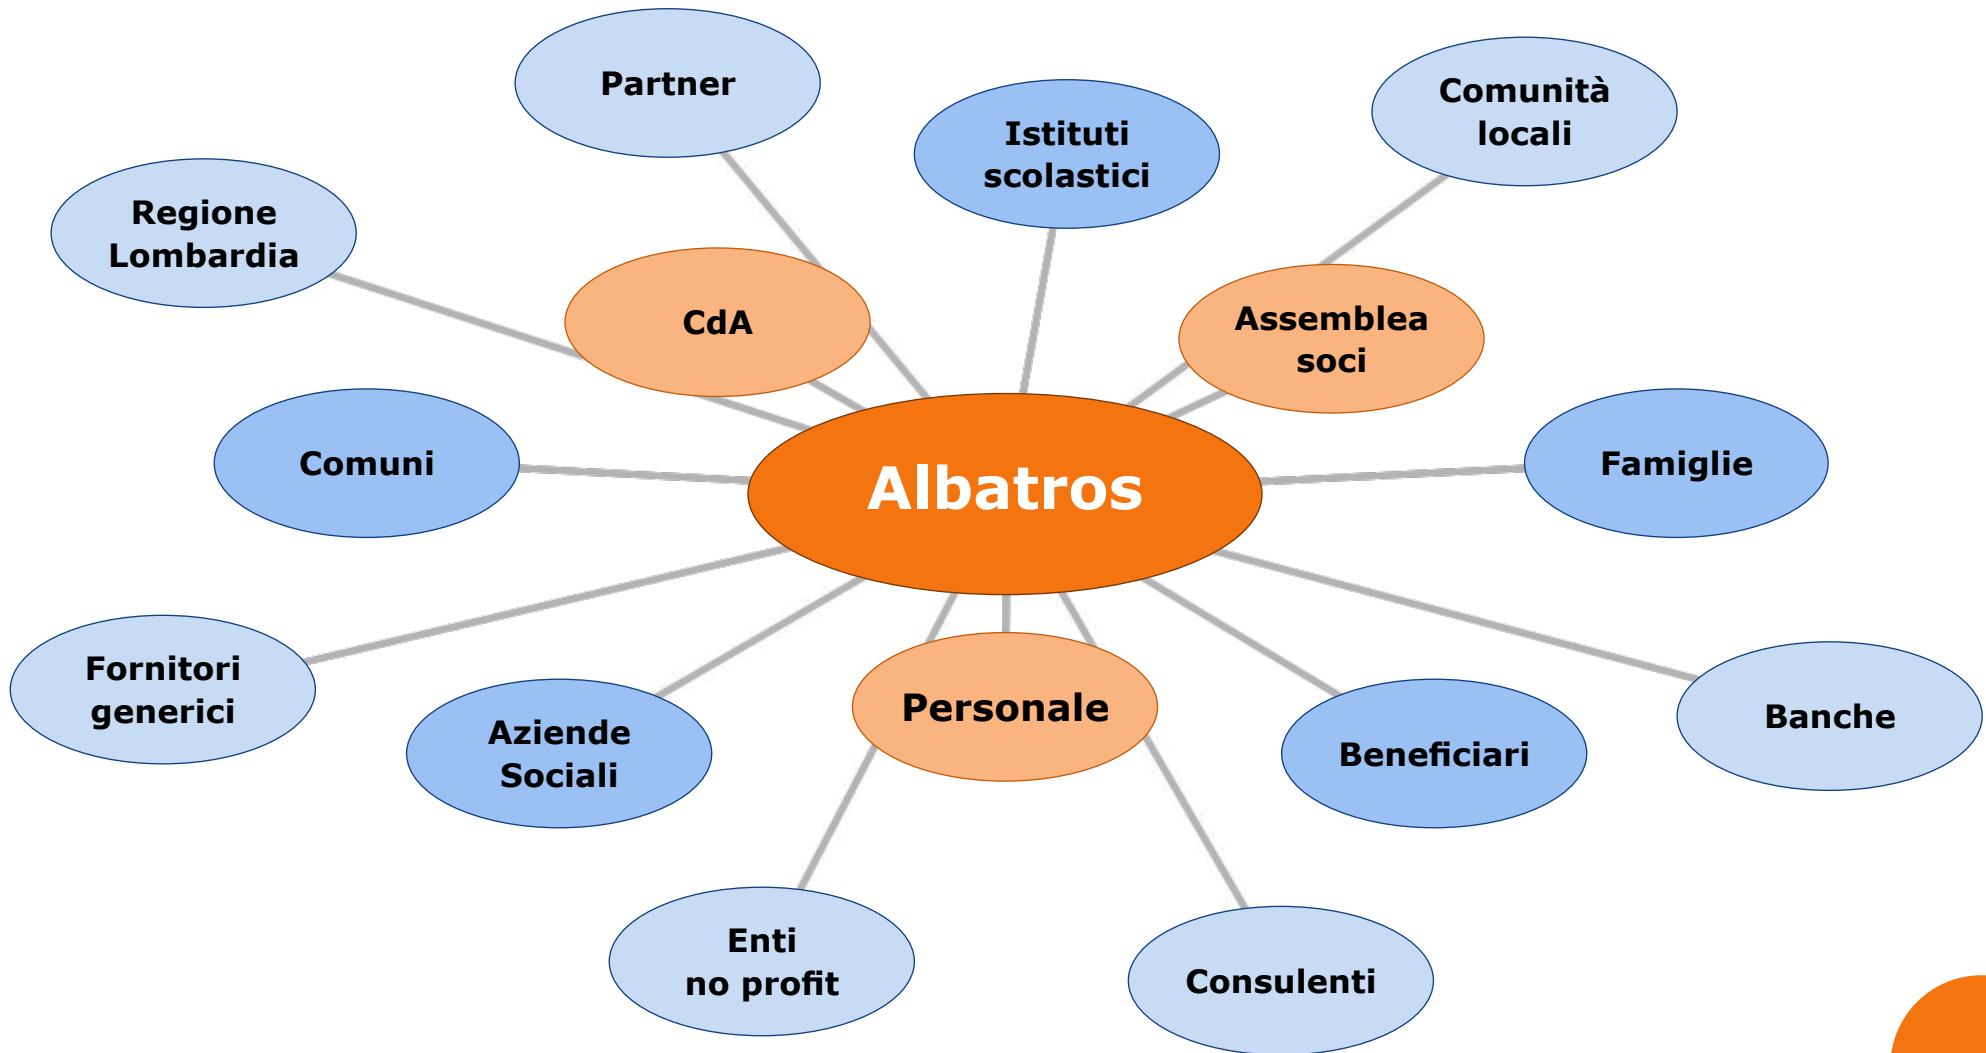 Partner
Comunità
locali
Istituti
scolastici
Regione
Lombardia
CdA
Assemblea
soci
Comuni
Albatros
Famiglie
Fornitori
generici
Aziende
Sociali
Personale
Beneficiari
Banche
Enti
no profit
Consulenti